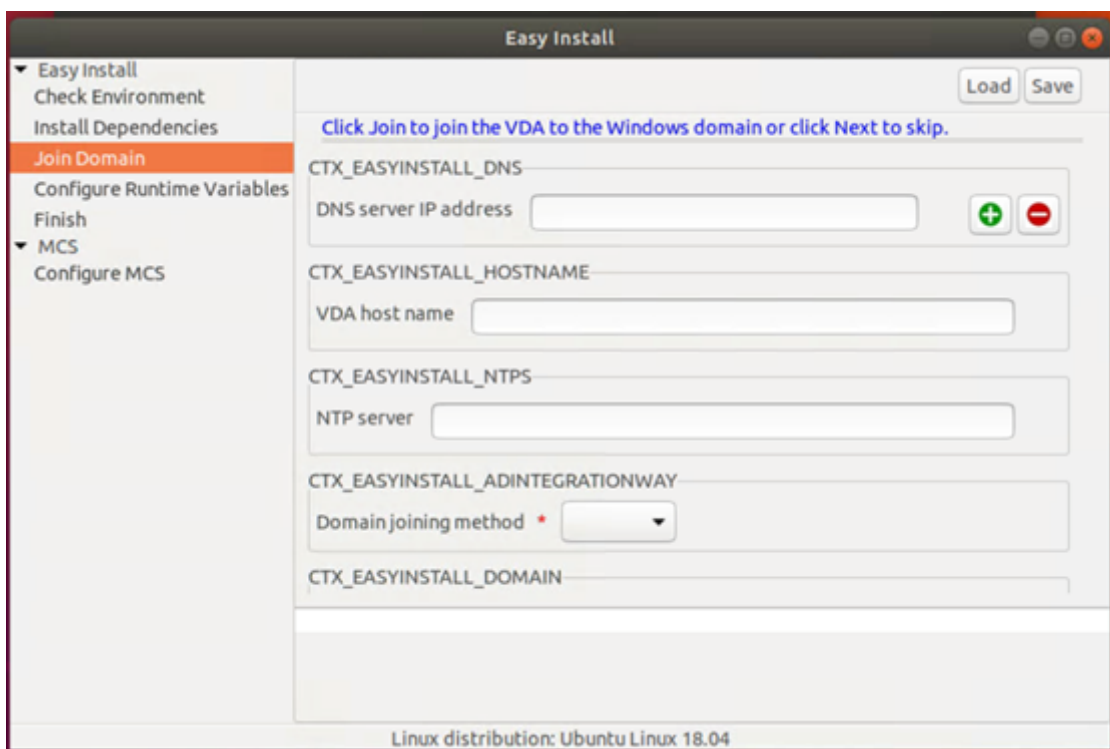 Easy Install
Easy Install
Check Environment
Install Dependencies
Join Domain
Configure Runtime Variables
Finish
MCS
Configure MCS
Load Save
Click Join to join the VDA to the Windows domain or click Next to skip.
CTX_EASYINSTALL_DNS
DNS server IP address
CTX_EASYINSTALL_HOSTNAME
VDA host name
CTX_EASYINSTALL_NTPS
NTP server
CTX_EASYINSTALL_ADINTEGRATIONWAY
Domain joining method *
CTX_EASYINSTALL_DOMAIN
Linux distribution: Ubuntu Linux 18.04